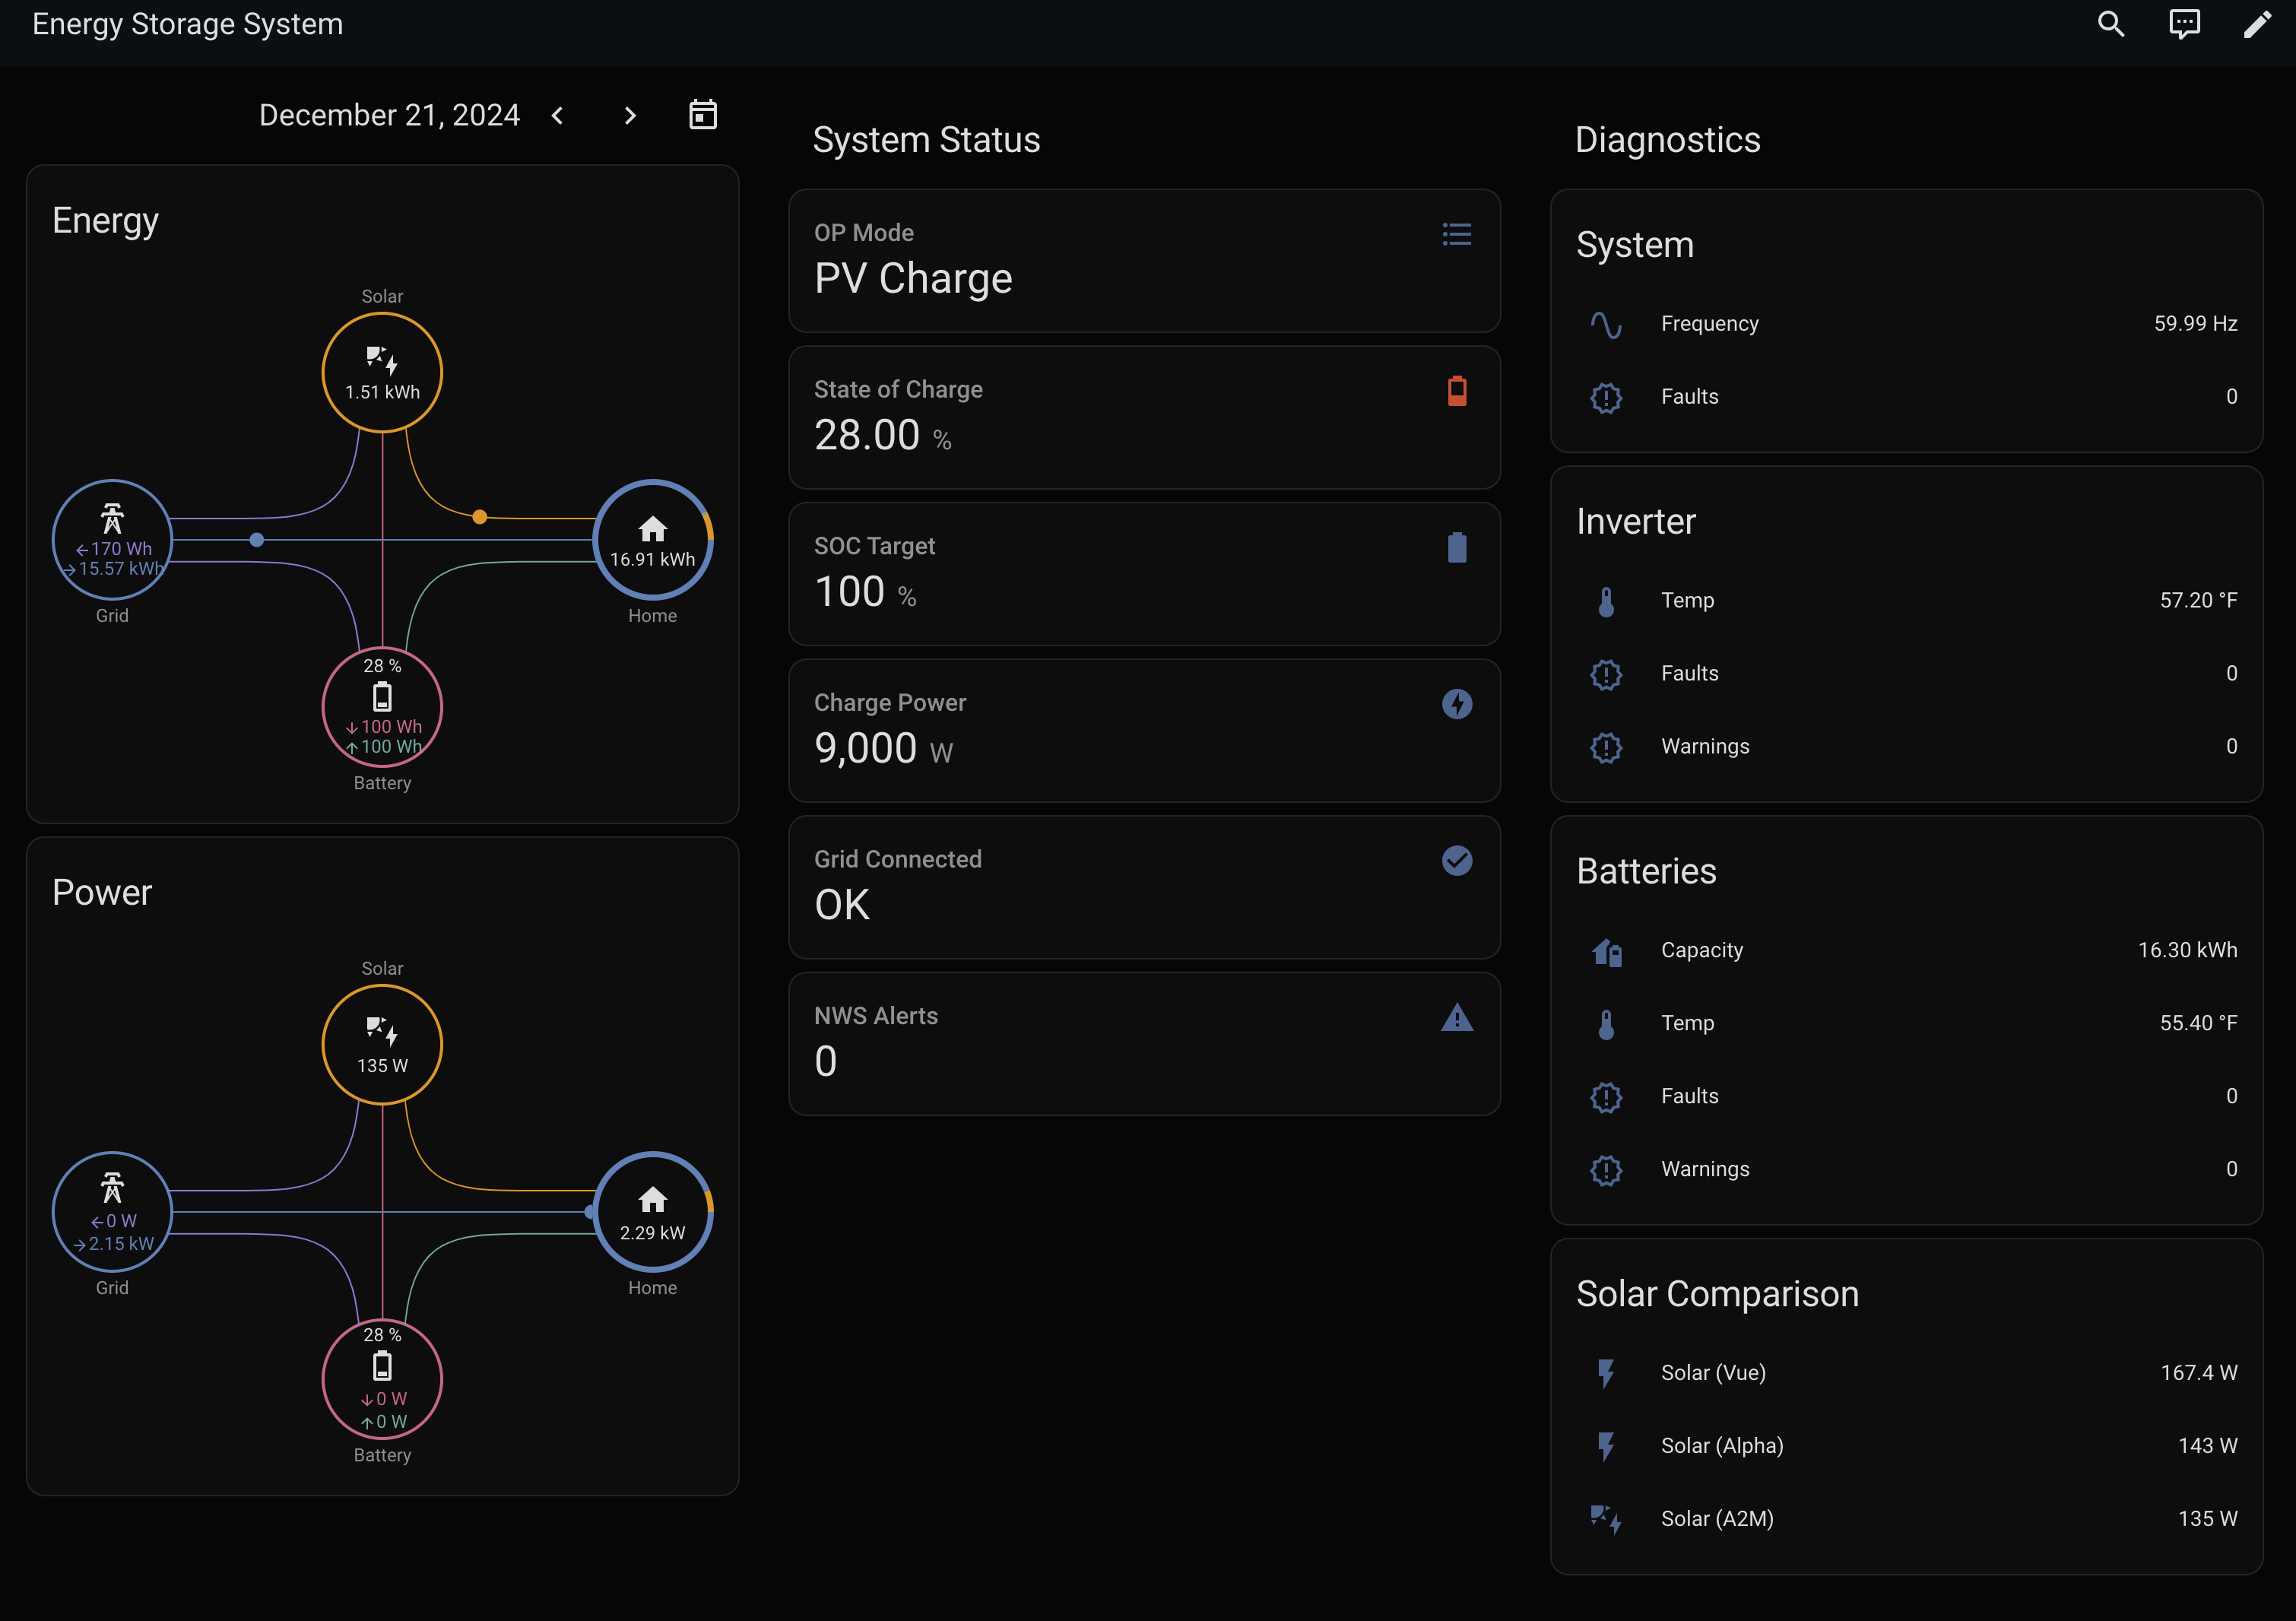 Energy Storage System
December 21, 2024
Energy
Solar
1.51 kWh
←170 Wh
→15.57 kWh
Grid
16.91 kWh
Home
28 %
↓100 Wh
↑100 Wh
Battery
Power
Solar
135 W
←0 W
→2.15 kW
Grid
2.29 kW
Home
28 %
↓0 W
↑0 W
Battery
System Status
OP Mode
PV Charge
State of Charge
28.00 %
SOC Target
100 %
Charge Power
9,000 W
Grid Connected
OK
NWS Alerts
0
Diagnostics
System
Frequency 59.99 Hz
Faults 0
Inverter
Temp 57.20 °F
Faults 0
Warnings 0
Batteries
Capacity 16.30 kWh
Temp 55.40 °F
Faults 0
Warnings 0
Solar Comparison
Solar (Vue) 167.4 W
Solar (Alpha) 143 W
Solar (A2M) 135 W